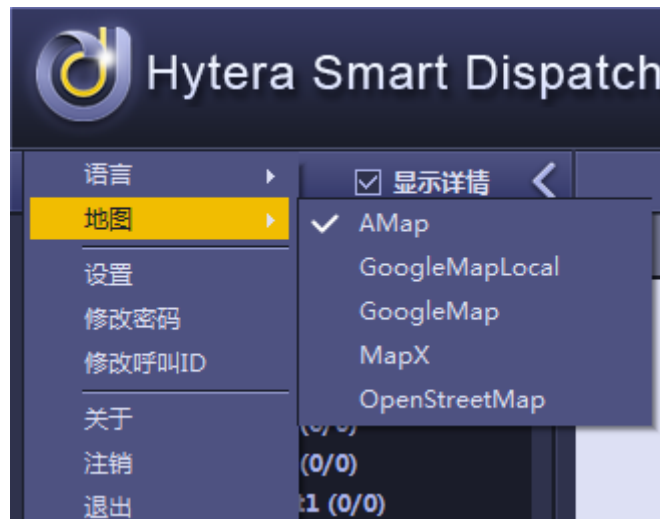 Hytera Smart Dispatch
语言
显示详情
地图
AMap
GoogleMapLocal
设置
GoogleMap
修改密码
MapX
修改呼叫ID
OpenStreetMap
关于
(0/0)
注销
(0/0)
退出
t1 (0/0)